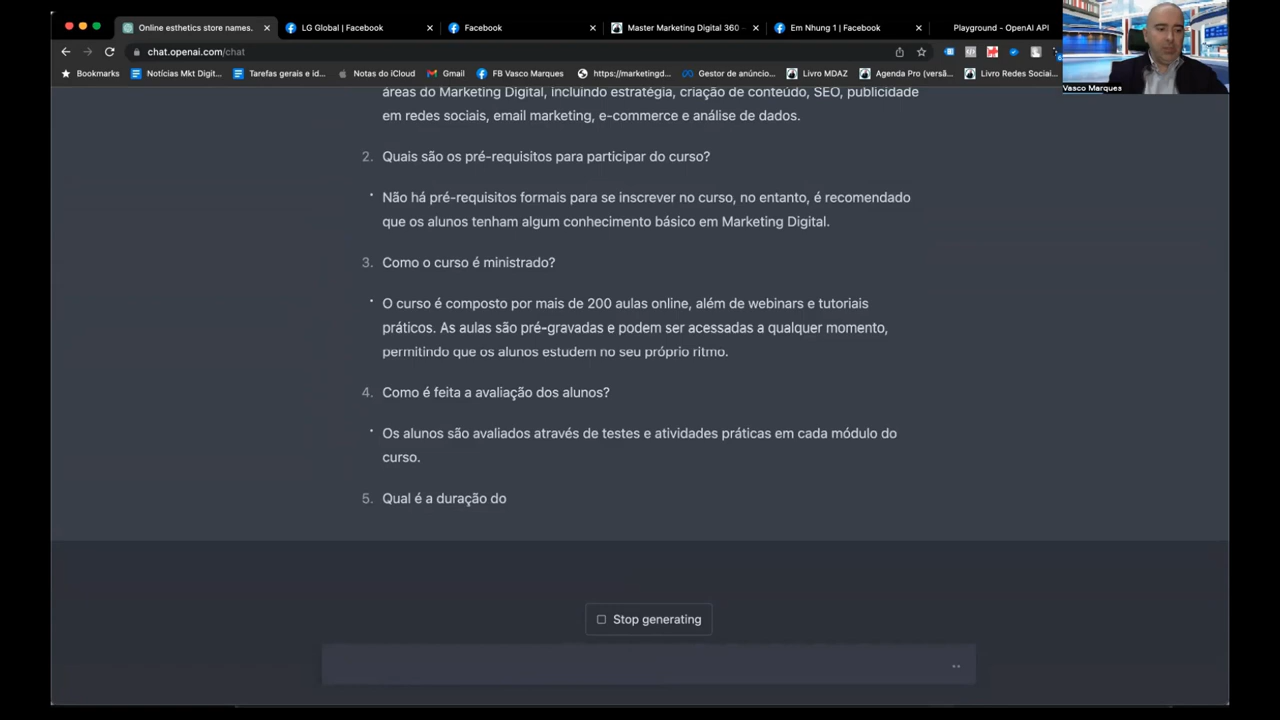 Online esthetics store names.
LG Global | Facebook
Facebook
Master Marketing Digital 360 -
Em Nhung 1 | Facebook
Playground - OpenAI API
chat.openai.com/chat
Bookmarks
Notícias Mkt Digit...
Tarefas gerais e id...
Notas do iCloud
Gmail
FB Vasco Marques
https://marketingd...
Gestor de anúncio...
Livro MDAZ
Agenda Pro (versã...
Livro Redes Sociai...
Vasco Marques
áreas do Marketing Digital, incluindo estratégia, criação de conteúdo, SEO, publicidade
em redes sociais, email marketing, e-commerce e análise de dados.
2. Quais são os pré-requisitos para participar do curso?
• Não há pré-requisitos formais para se inscrever no curso, no entanto, é recomendado
que os alunos tenham algum conhecimento básico em Marketing Digital.
3. Como o curso é ministrado?
• O curso é composto por mais de 200 aulas online, além de webinars e tutoriais
práticos. As aulas são pré-gravadas e podem ser acessadas a qualquer momento,
permitindo que os alunos estudem no seu próprio ritmo.
4. Como é feita a avaliação dos alunos?
• Os alunos são avaliados através de testes e atividades práticas em cada módulo do
curso.
5. Qual é a duração do
Stop generating